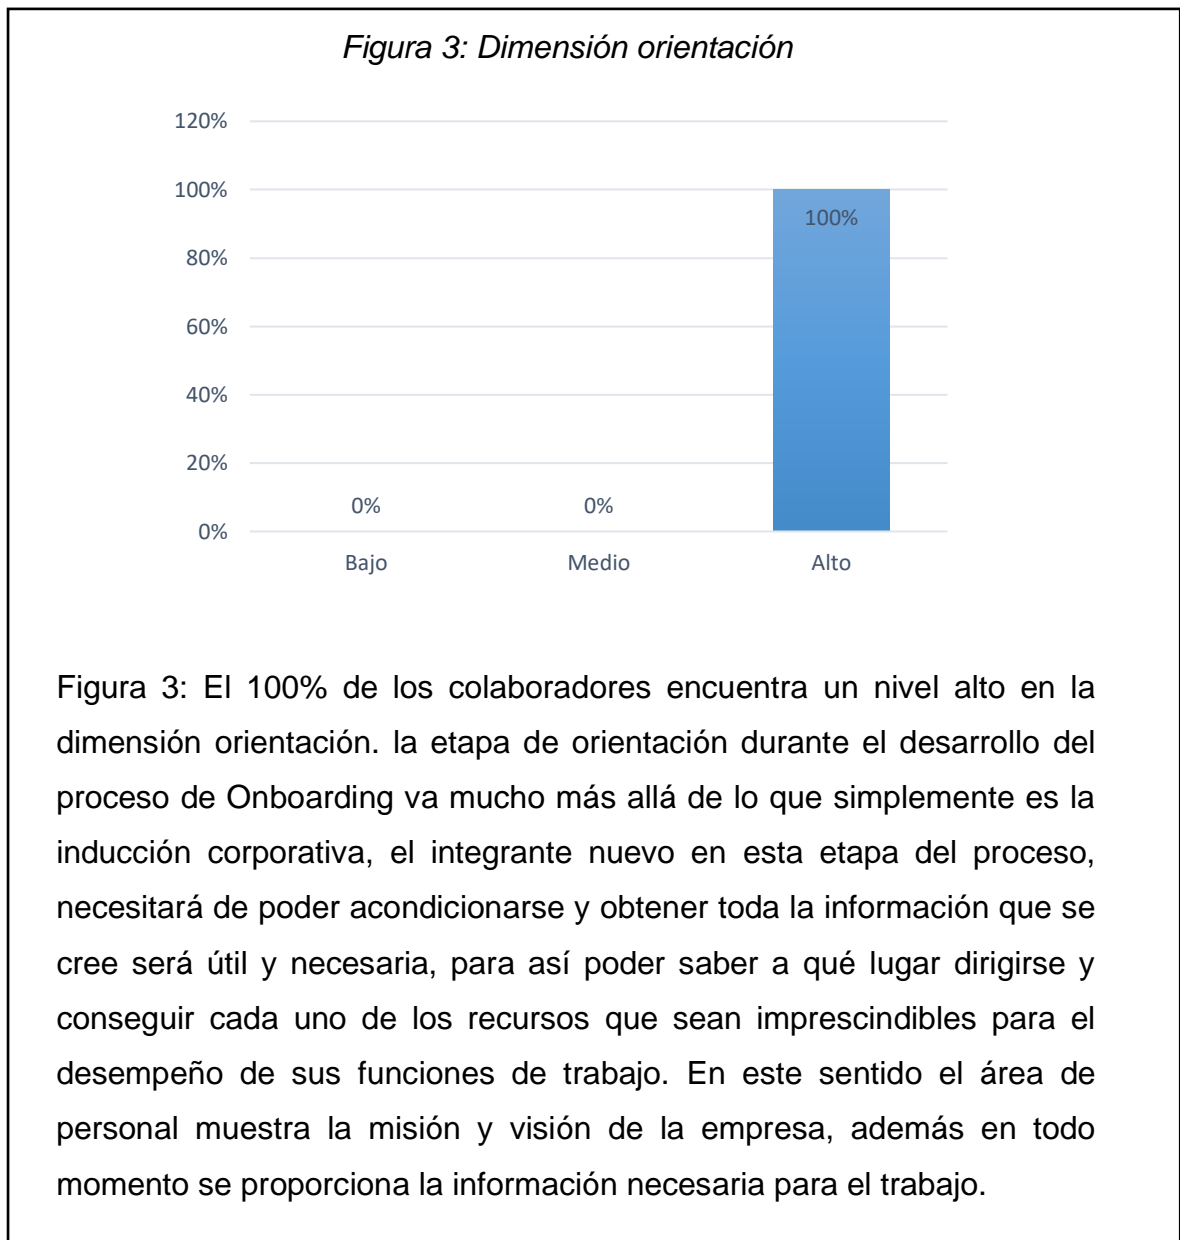 Figura 3: Dimensión orientación
120%
100%
100%
80%
60%
40%
20%
0%
0%
0%
Bajo
Medio
Alto
Figura 3: El 100% de los colaboradores encuentra un nivel alto en la
dimensión orientación. la etapa de orientación durante el desarrollo del
proceso de Onboarding va mucho más allá de lo que simplemente es la
inducción corporativa, el integrante nuevo en esta etapa del proceso,
necesitará de poder acondicionarse y obtener toda la información que se
cree será útil y necesaria, para así poder saber a qué lugar dirigirse y
conseguir cada uno de los recursos que sean imprescindibles para el
desempeño de sus funciones de trabajo. En este sentido el área de
personal muestra la misión y visión de la empresa, además en todo
momento se proporciona la información necesaria para el trabajo.